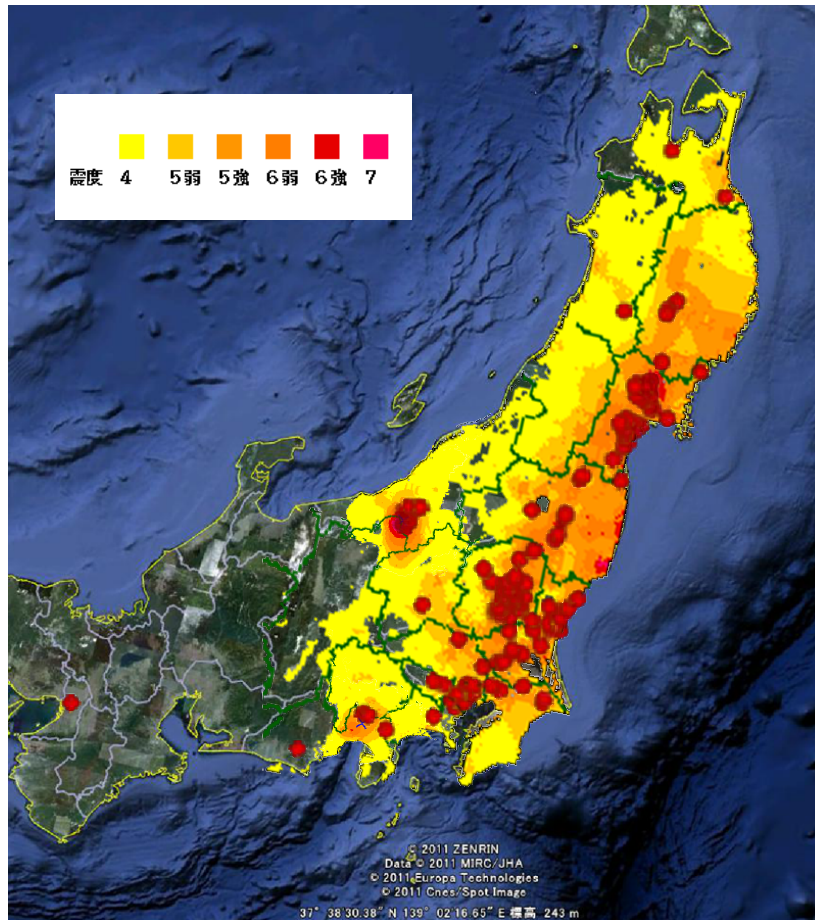 震度 4 5弱 5強 6弱 6強 7
© 2011 ZENRIN
Data © 2011 MIRC/JHA
© 2011 Europa Technologies
© 2011 Cnes/Spot Image
37° 38'30.38" N 139° 02'16.65" E 標高 243 m